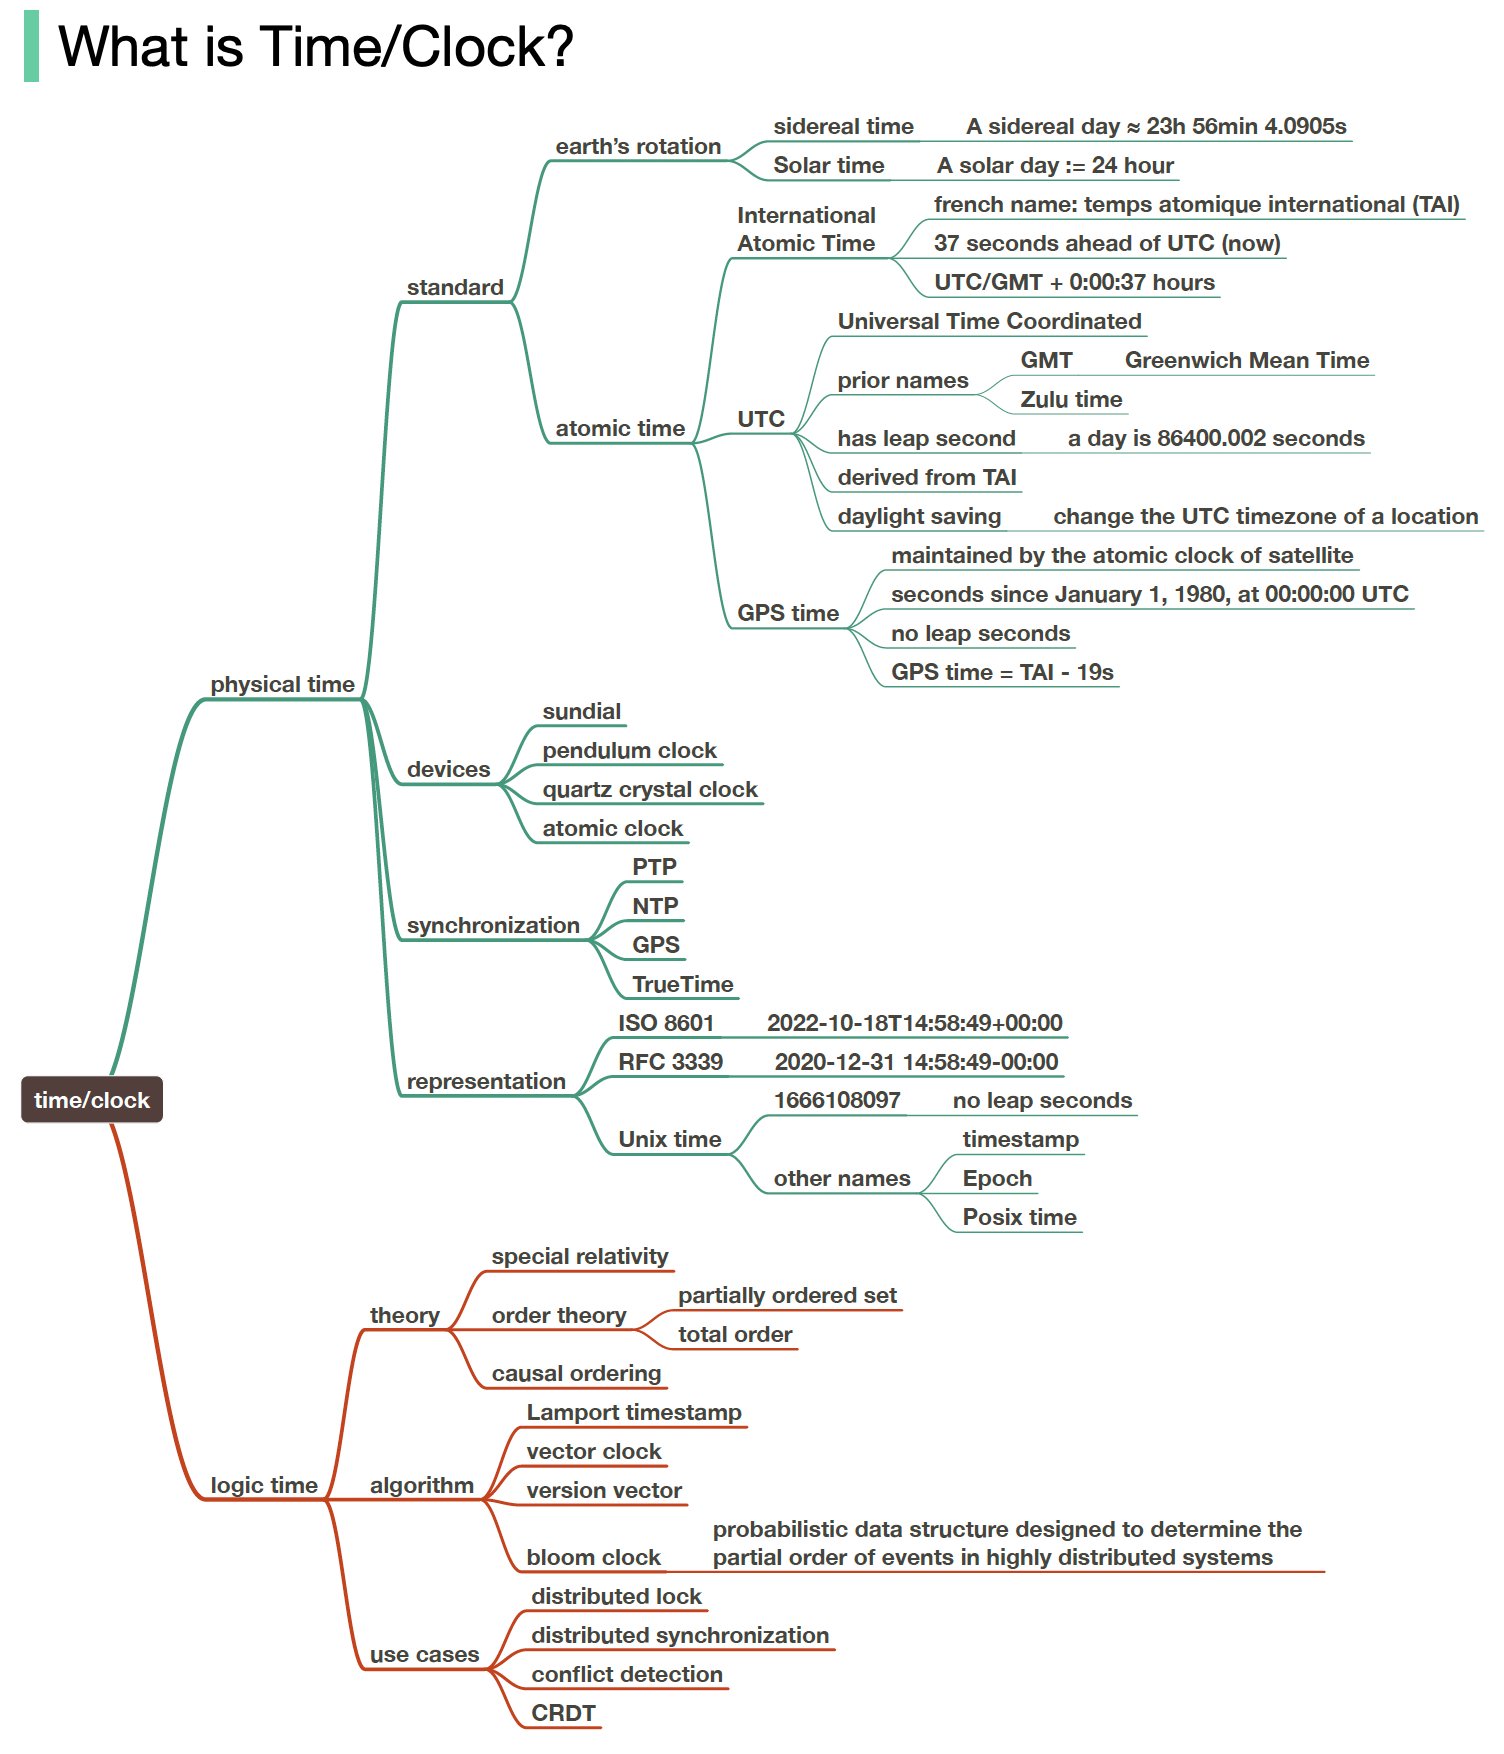 What is Time/Clock?
time/clock
physical time
standard
earth's rotation
sidereal time
A sidereal day ≈ 23h 56min 4.0905s
Solar time
A solar day := 24 hour
atomic time
International
Atomic Time
french name: temps atomique international (TAI)
37 seconds ahead of UTC (now)
UTC/GMT + 0:00:37 hours
UTC
Universal Time Coordinated
prior names
GMT
Greenwich Mean Time
Zulu time
has leap second
a day is 86400.002 seconds
derived from TAI
daylight saving
change the UTC timezone of a location
GPS time
maintained by the atomic clock of satellite
seconds since January 1, 1980, at 00:00:00 UTC
no leap seconds
GPS time = TAI - 19s
devices
sundial
pendulum clock
quartz crystal clock
atomic clock
synchronization
PTP
NTP
GPS
TrueTime
representation
ISO 8601
2022-10-18T14:58:49+00:00
RFC 3339
2020-12-31 14:58:49-00:00
Unix time
1666108097
no leap seconds
other names
timestamp
Epoch
Posix time
logic time
theory
special relativity
order theory
partially ordered set
total order
causal ordering
algorithm
Lamport timestamp
vector clock
version vector
bloom clock
probabilistic data structure designed to determine the
partial order of events in highly distributed systems
use cases
distributed lock
distributed synchronization
conflict detection
CRDT